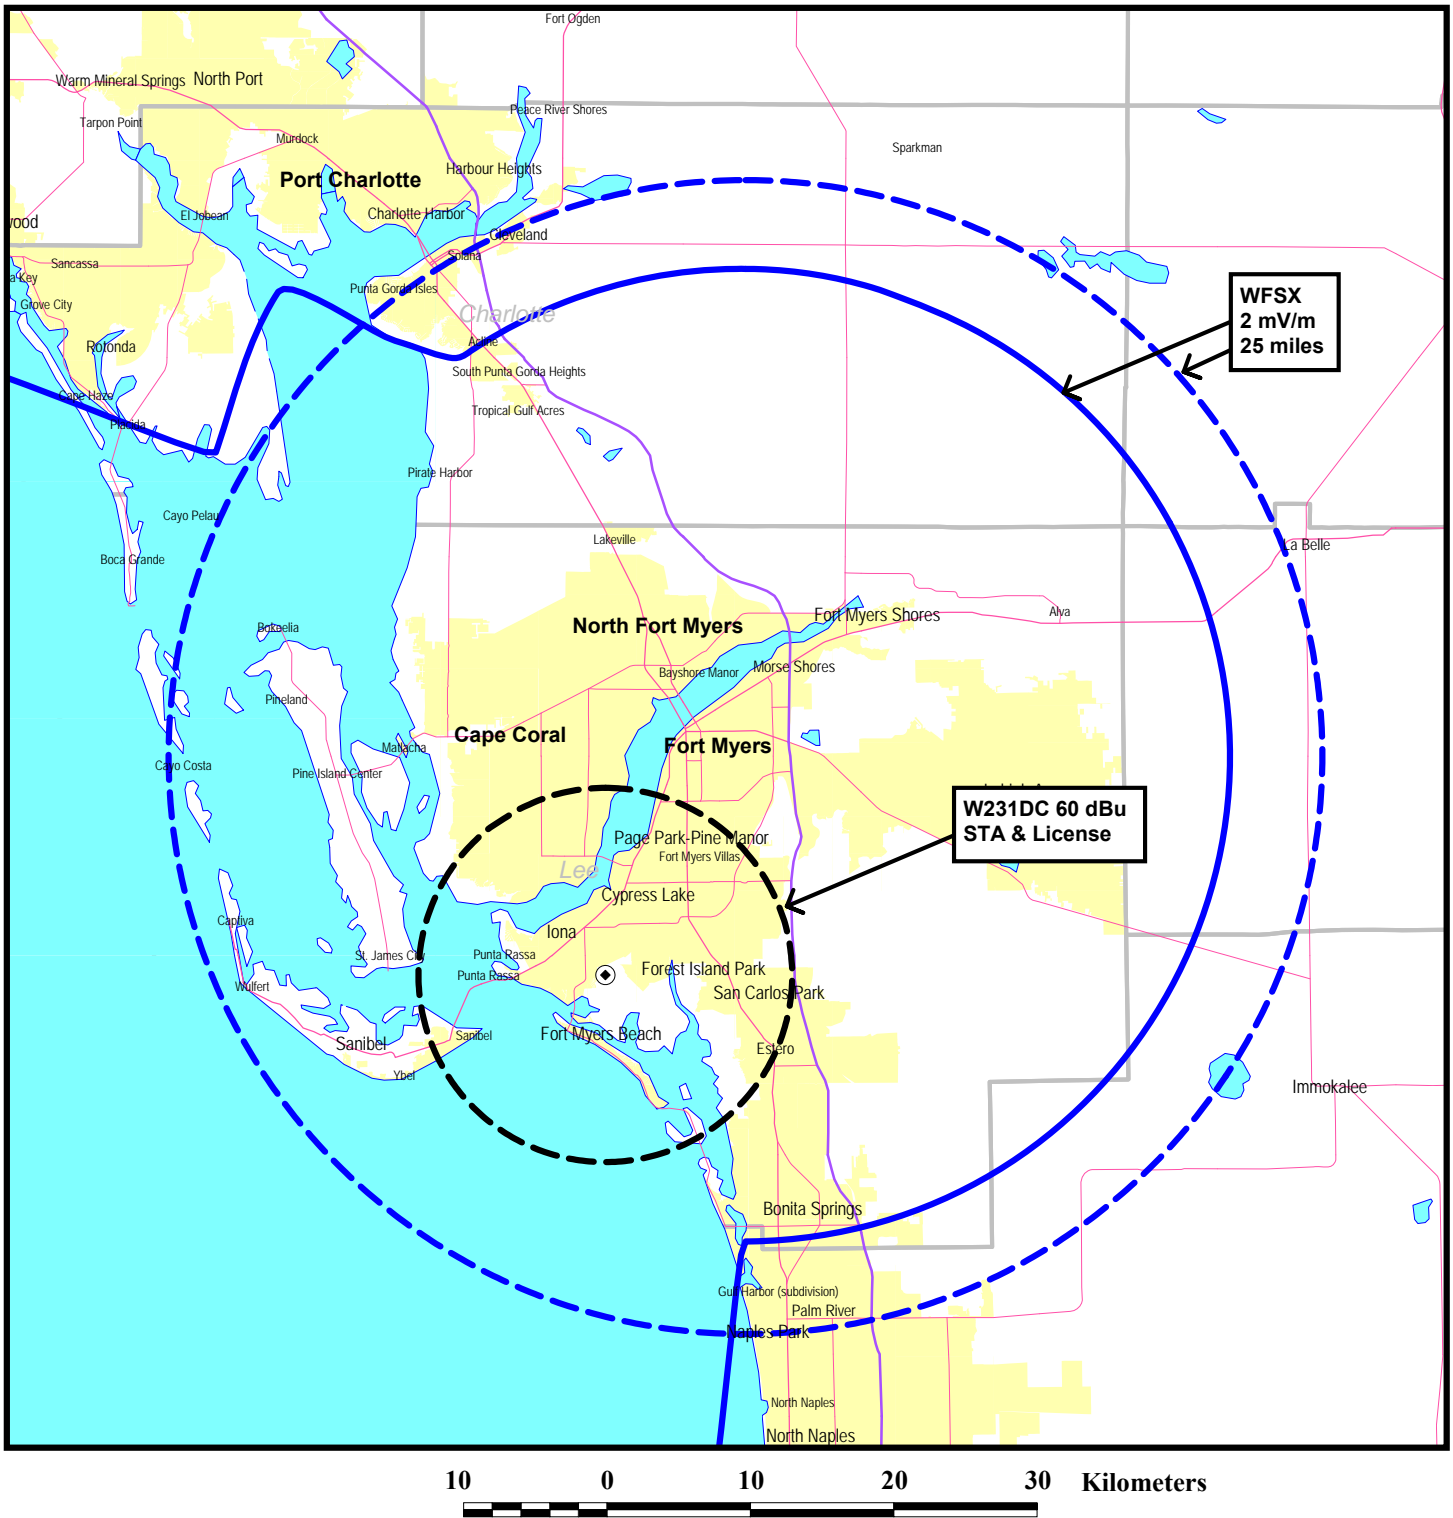 Fort Ogden
Warm Mineral Springs
North Port
Peace River Shores
Tarpon Point
Murdock
Sparkman
Harbour Heights
Port Charlotte
El Jobean
Charlotte Harbor
wood
Cleveland
Solana
Sancassa
a Key
Punta Gorda Isles
Grove City
Charlotte
WFSX
2 mV/m
25 miles
Rotonda
Acline
South Punta Gorda Heights
Cape Haze
Tropical Gulf Acres
Placida
Pirate Harbor
Cayo Pelau
Lakeville
La Belle
Boca Grande
Alva
Fort Myers Shores
North Fort Myers
Bokeelia
Bayshore Manor
Morse Shores
Pineland
Cape Coral
Fort Myers
Matlacha
Cayo Costa
Pine Island Center
W231DC 60 dBu
STA & License
Page Park-Pine Manor
Fort Myers Villas
Lee
Cypress Lake
Captiva
Iona
St. James City
Punta Rassa
Punta Rassa
Forest Island Park
Wulfert
San Carlos Park
Fort Myers Beach
Sanibel
Sanibel
Estero
Ybel
Immokalee
Bonita Springs
Gulf Harbor (subdivision)
Palm River
Naples Park
North Naples
North Naples
10 0 10 20 30 Kilometers